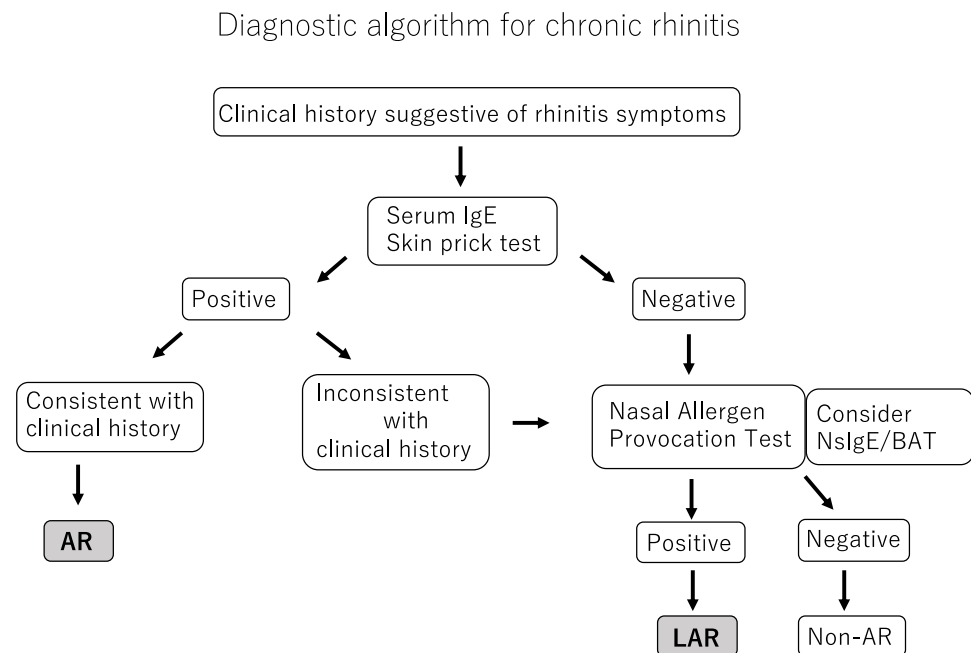 Diagnostic algorithm for chronic rhinitis
Clinical history suggestive of rhinitis symptoms
Serum IgE
Skin prick test
Positive
Negative
Consistent with
clinical history
Inconsistent
with
clinical history
Nasal Allergen
Provocation Test
Consider
NsIgE/BAT
AR
Positive
Negative
LAR
Non-AR